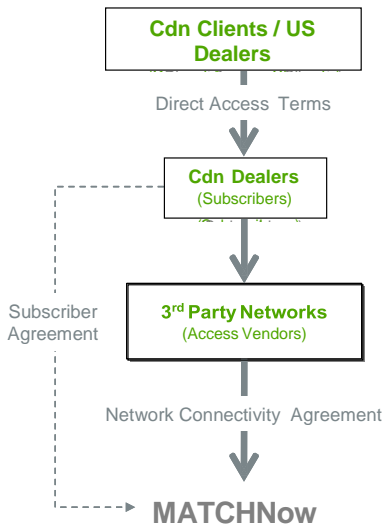 Cdn Clients / US
Dealers
Direct Access Terms
Cdn Dealers
(Subscribers)
3rd Party Networks
(Access Vendors)
Subscriber
Agreement
Network Connectivity Agreement
MATCHNow